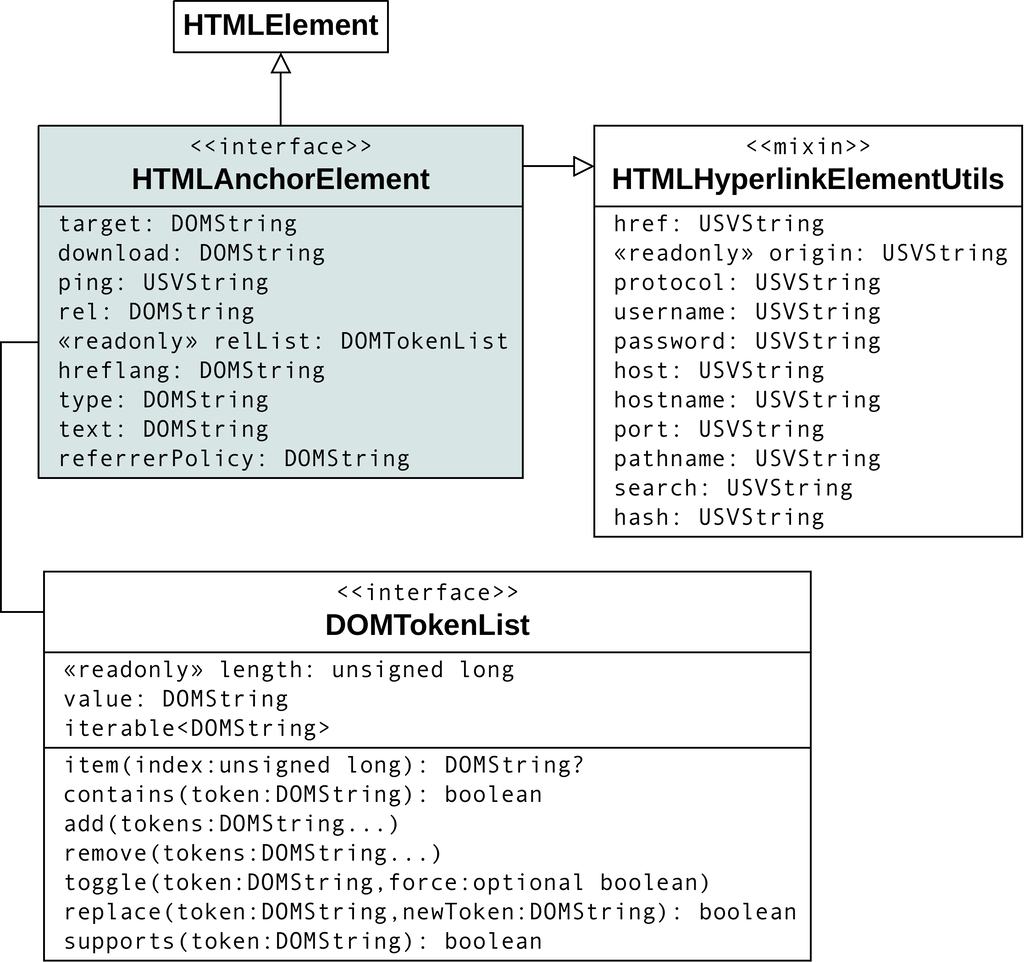 HTMLElement
<<interface>>
HTMLAnchorElement
target: DOMString
download: DOMString
ping: USVString
rel: DOMString
«readonly» relList: DOMTokenList
hreflang: DOMString
type: DOMString
text: DOMString
referrerPolicy: DOMString
<<mixin>>
HTMLHyperlinkElementUtils
href: USVString
«readonly» origin: USVString
protocol: USVString
username: USVString
password: USVString
host: USVString
hostname: USVString
port: USVString
pathname: USVString
search: USVString
hash: USVString
<<interface>>
DOMTokenList
«readonly» length: unsigned long
value: DOMString
iterable<DOMString>
item(index:unsigned long): DOMString?
contains(token:DOMString): boolean
add(tokens:DOMString...)
remove(tokens:DOMString...)
toggle(token:DOMString,force:optional boolean)
replace(token:DOMString,newToken:DOMString): boolean
supports(token:DOMString): boolean